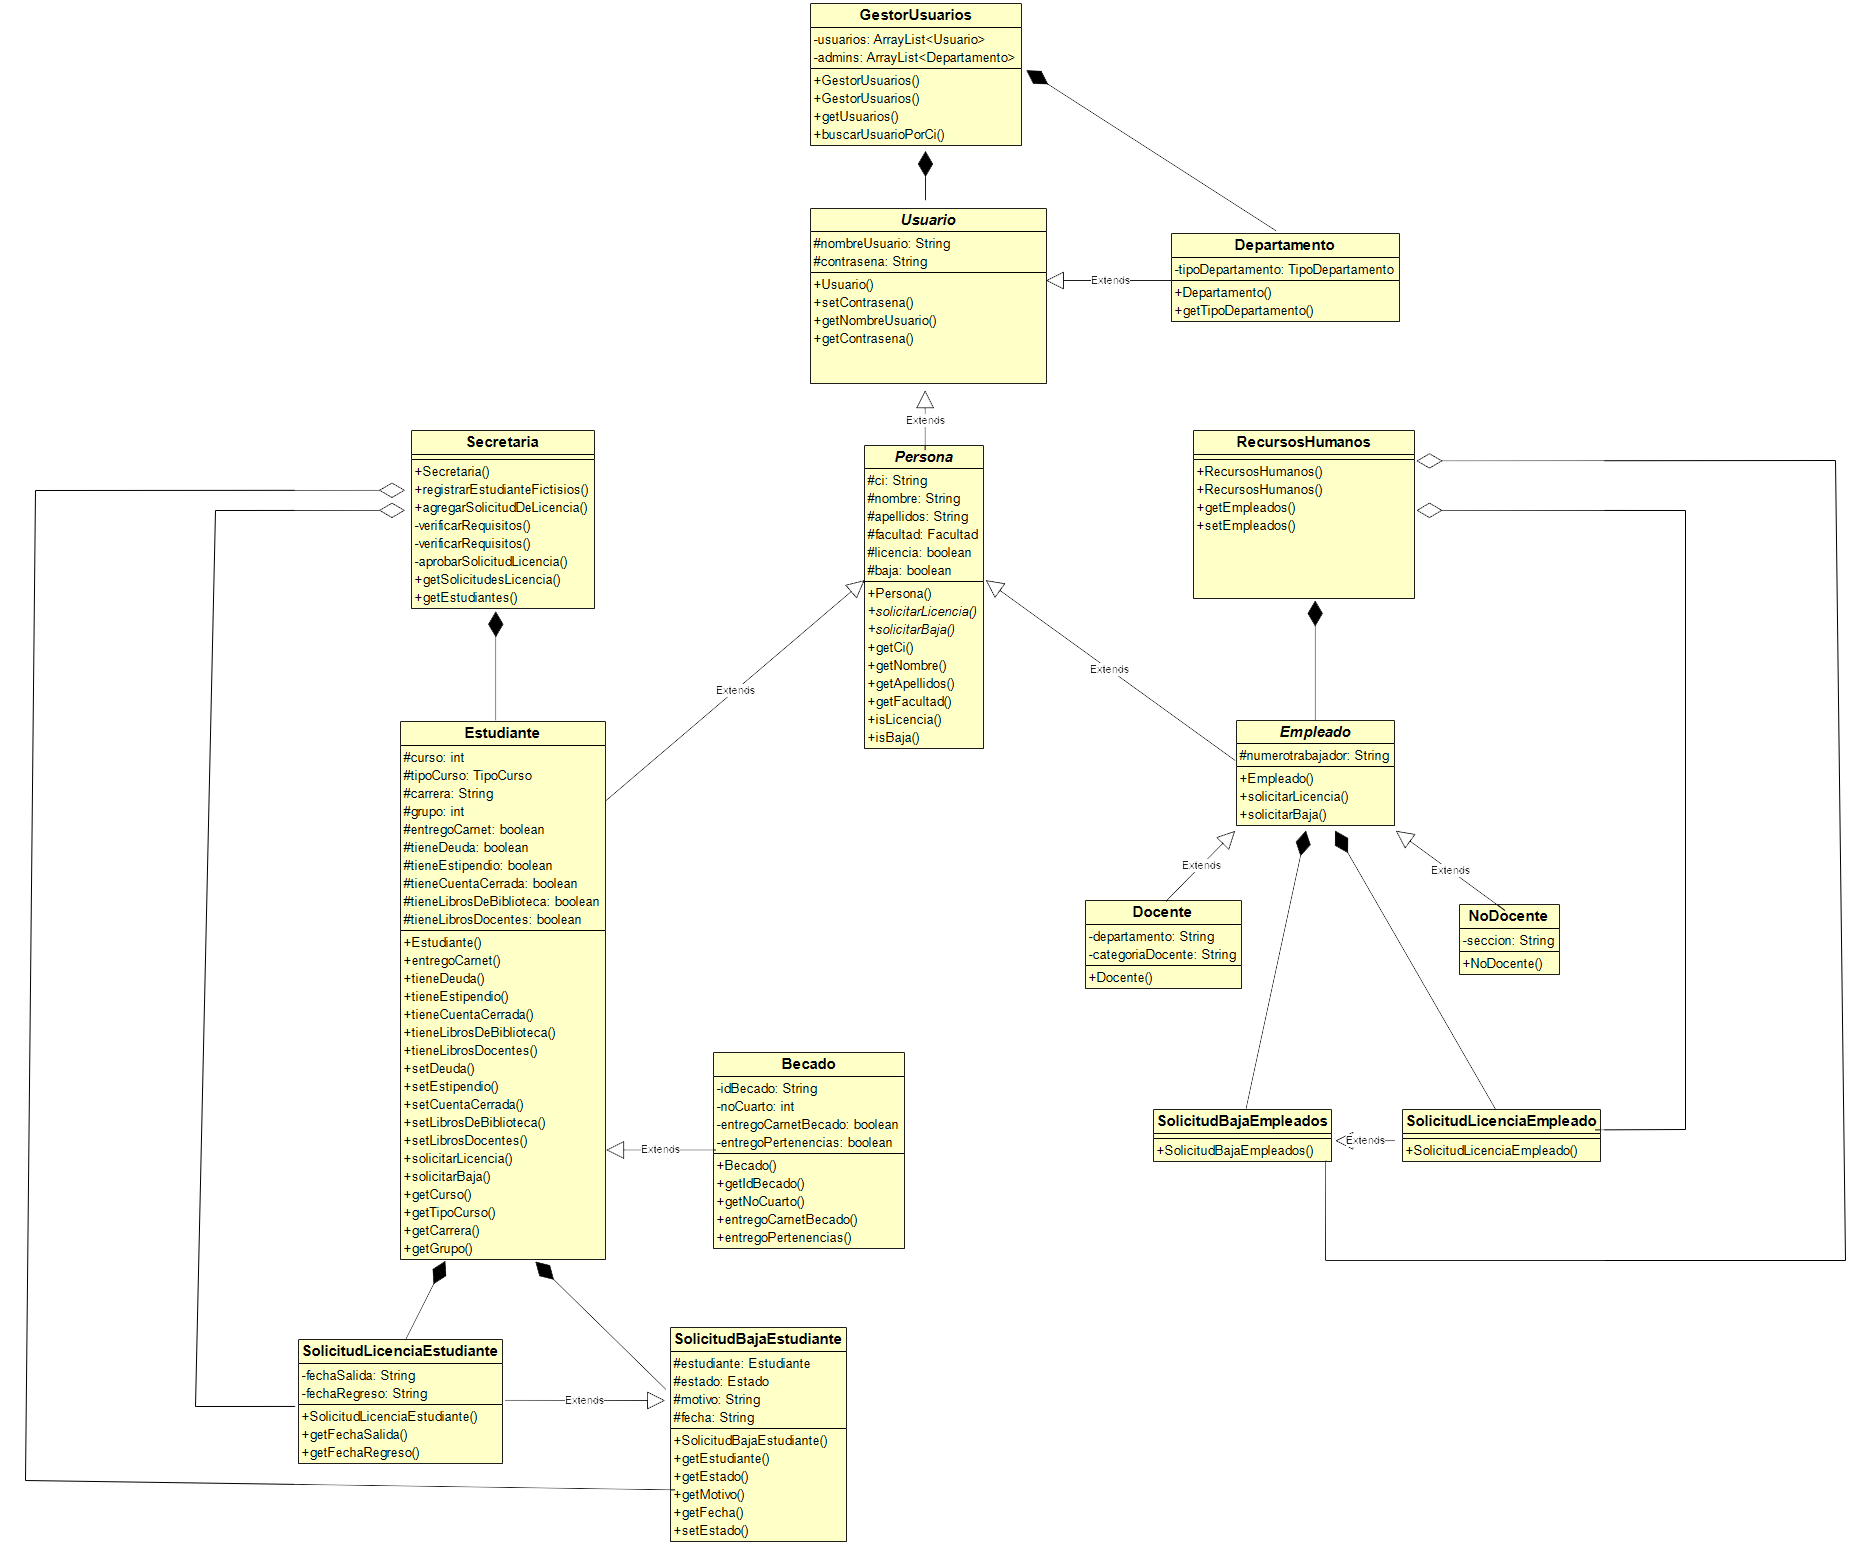 GestorUsuarios
-usuarios: ArrayList<Usuario>
-admins: ArrayList<Departamento>
+GestorUsuarios()
+GestorUsuarios()
+getUsuarios()
+buscarUsuarioPorCi()
Usuario
#nombreUsuario: String
#contrasena: String
+Usuario()
+setContrasena()
+getNombreUsuario()
+getContrasena()
Extends
Departamento
-tipoDepartamento: TipoDepartamento
+Departamento()
+getTipoDepartamento()
Extends
Secretaria
+Secretaria()
+registrarEstudianteFictisios()
+agregarSolicitudDeLicencia()
-verificarRequisitos()
-verificarRequisitos()
-aprobarSolicitudLicencia()
+getSolicitudesLicencia()
+getEstudiantes()
Persona
#ci: String
#nombre: String
#apellidos: String
#facultad: Facultad
#licencia: boolean
#baja: boolean
+Persona()
+solicitarLicencia()
+solicitarBaja()
+getCi()
+getNombre()
+getApellidos()
+getFacultad()
+isLicencia()
+isBaja()
RecursosHumanos
+RecursosHumanos()
+RecursosHumanos()
+getEmpleados()
+setEmpleados()
Extends
Extends
Estudiante
#curso: int
#tipoCurso: TipoCurso
#carrera: String
#grupo: int
#entregoCarnet: boolean
#tieneDeuda: boolean
#tieneEstipendio: boolean
#tieneCuentaCerrada: boolean
#tieneLibrosDeBiblioteca: boolean
#tieneLibrosDocentes: boolean
+Estudiante()
+entregoCarnet()
+tieneDeuda()
+tieneEstipendio()
+tieneCuentaCerrada()
+tieneLibrosDeBiblioteca()
+tieneLibrosDocentes()
+setDeuda()
+setEstipendio()
+setCuentaCerrada()
+setLibrosDeBiblioteca()
+setLibrosDocentes()
+solicitarLicencia()
+solicitarBaja()
+getCurso()
+getTipoCurso()
+getCarrera()
+getGrupo()
Empleado
#numerotrabajador: String
+Empleado()
+solicitarLicencia()
+solicitarBaja()
Extends
Extends
Docente
-departamento: String
-categoriaDocente: String
+Docente()
NoDocente
-seccion: String
+NoDocente()
Becado
-idBecado: String
-noCuarto: int
-entregoCarnetBecado: boolean
-entregoPertenencias: boolean
+Becado()
+getIdBecado()
+getNoCuarto()
+entregoCarnetBecado()
+entregoPertenencias()
Extends
SolicitudBajaEmpleados
+SolicitudBajaEmpleados()
Extends
SolicitudLicenciaEmpleado
+SolicitudLicenciaEmpleado()
SolicitudLicenciaEstudiante
-fechaSalida: String
-fechaRegreso: String
+SolicitudLicenciaEstudiante()
+getFechaSalida()
+getFechaRegreso()
Extends
SolicitudBajaEstudiante
#estudiante: Estudiante
#estado: Estado
#motivo: String
#fecha: String
+SolicitudBajaEstudiante()
+getEstudiante()
+getEstado()
+getMotivo()
+getFecha()
+setEstado()